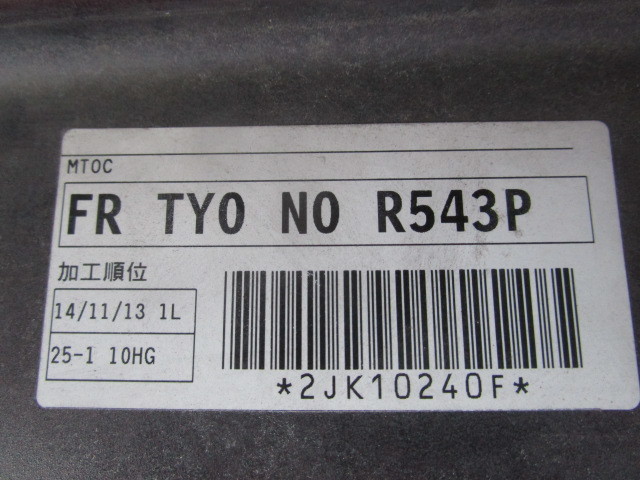 MTOC
FR TYO NO R543P
加工順位
14/11/13 1L
25-1 10HG
*2JK10240F*